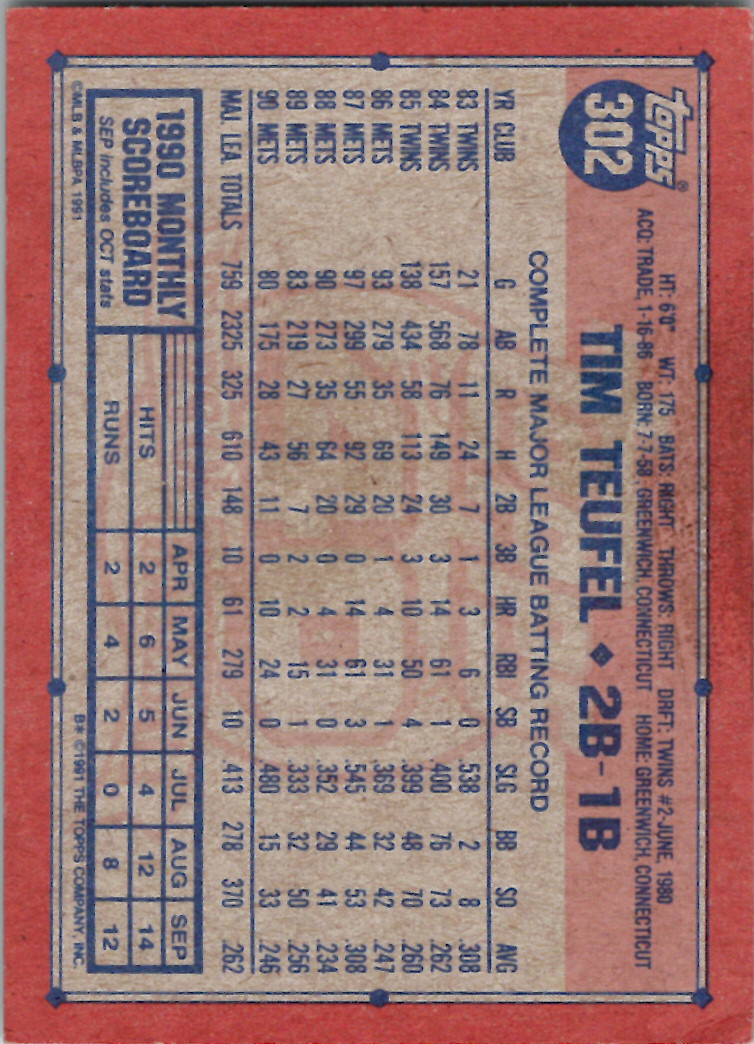 Topps®
302
HT: 6'0" WT: 175 BATS: RIGHT THROWS: RIGHT DRFT: TWINS #2-JUNE, 1980
ACQ: TRADE, 1-16-86 BORN: 7-7-58, GREENWICH, CONNECTICUT HOME: GREENWICH, CONNECTICUT
TIM TEUFEL ◆ 2B-1B
COMPLETE MAJOR LEAGUE BATTING RECORD
YR CLUB G AB R H 2B 3B HR RBI SB SLG BB SO AVG
83 TWINS 21 78 11 24 7 1 3 6 0 .538 2 8 .308
84 TWINS 157 568 76 149 30 3 14 61 1 .400 76 73 .262
85 TWINS 138 434 58 113 24 3 10 50 4 .399 48 70 .260
86 METS 93 279 35 69 20 1 4 31 1 .369 32 42 .247
87 METS 97 299 55 92 29 0 14 61 3 .545 44 53 .308
88 METS 90 273 35 64 20 0 4 31 0 .352 29 41 .234
89 METS 83 219 27 56 7 2 2 15 1 .333 32 50 .256
90 METS 80 175 28 43 11 0 10 24 0 .480 15 33 .246
MAJ. LEA. TOTALS 759 2325 325 610 148 10 61 279 10 .413 278 370 .262
1990 MONTHLY
SCOREBOARD
SEP includes OCT stats
APR MAY JUN JUL AUG SEP
HITS 2 6 5 4 12 14
RUNS 2 4 2 0 8 12
©MLB & MLBPA 1991
B* ©1991 THE TOPPS COMPANY, INC.